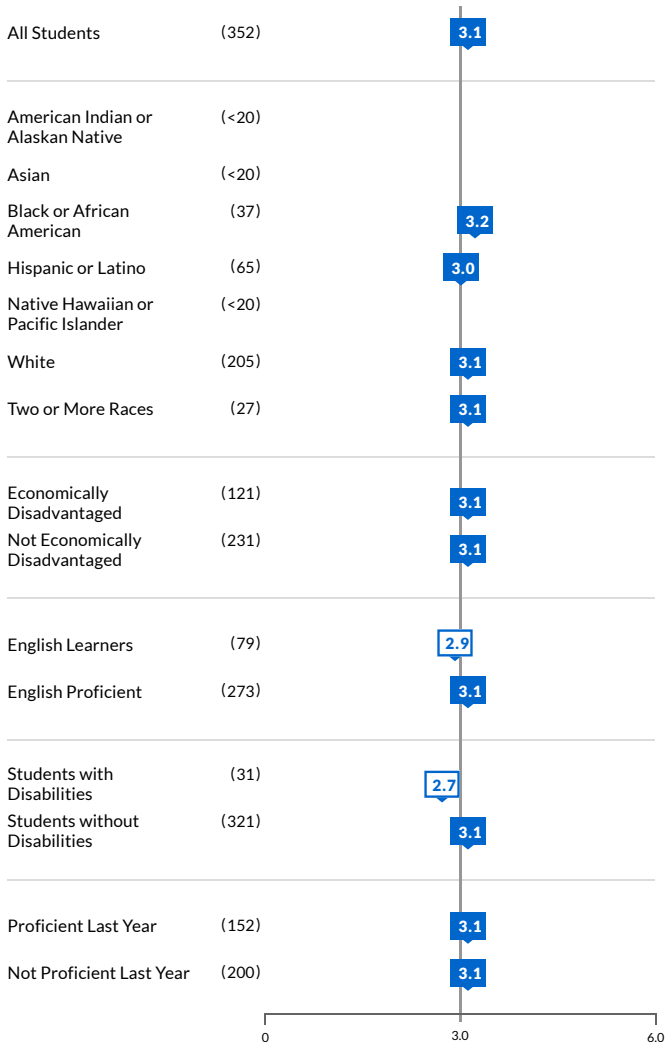 All Students (352) 3.1
American Indian or (<20)
Alaskan Native
Asian (<20)
Black or African (37) 3.2
American
Hispanic or Latino (65) 3.0
Native Hawaiian or (<20)
Pacific Islander
White (205) 3.1
Two or More Races (27) 3.1
Economically (121) 3.1
Disadvantaged
Not Economically (231) 3.1
Disadvantaged
English Learners (79) 2.9
English Proficient (273) 3.1
Students with (31) 2.7
Disabilities
Students without (321) 3.1
Disabilities
Proficient Last Year (152) 3.1
Not Proficient Last Year (200) 3.1
0 3.0 6.0